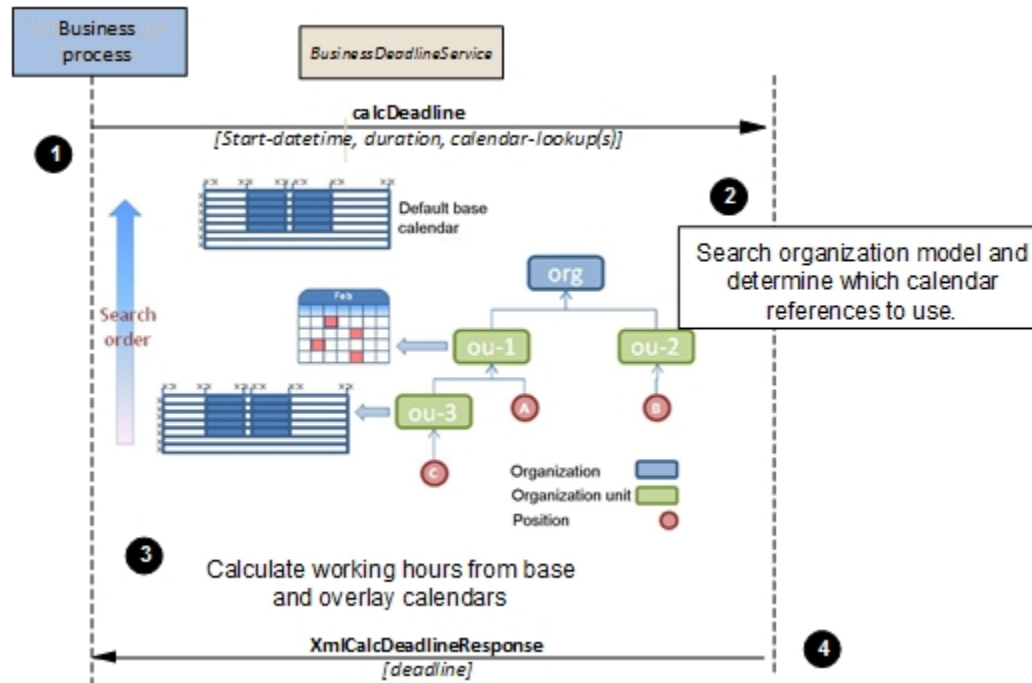 Business
process
BusinessDeadlineService
calcDeadline
[Start-datetime, duration, calendar-lookup(s)]
1
2
Default base
calendar
Search organization model and
determine which calendar
references to use.
org
Feb
Search
order
ou-1
ou-2
ou-3
A
B
C
Organization
Organization unit
Position
3
Calculate working hours from base
and overlay calendars
XmlCalcDeadlineResponse
[deadline]
4